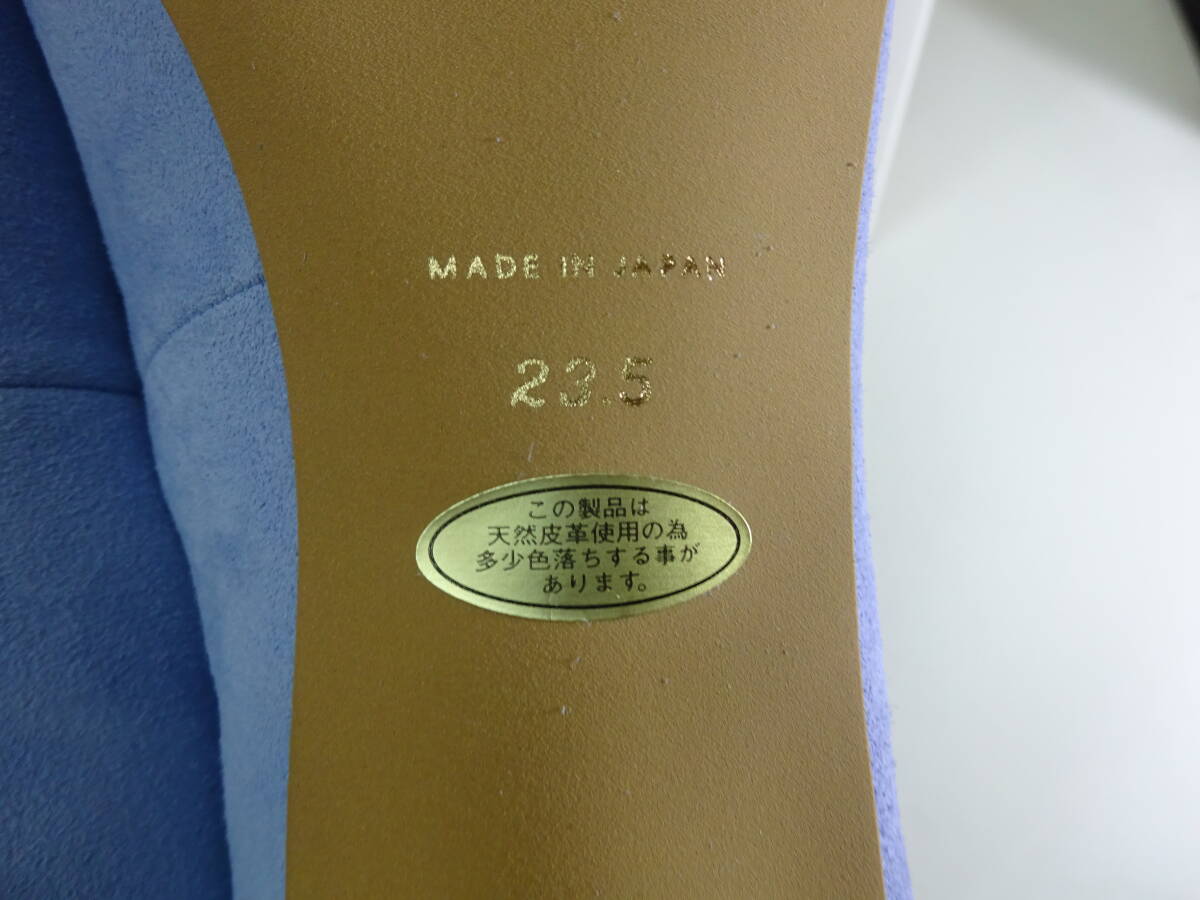 MADE IN JAPAN
23.5
この製品は
天然皮革使用の為
多少色落ちする事が
あります。